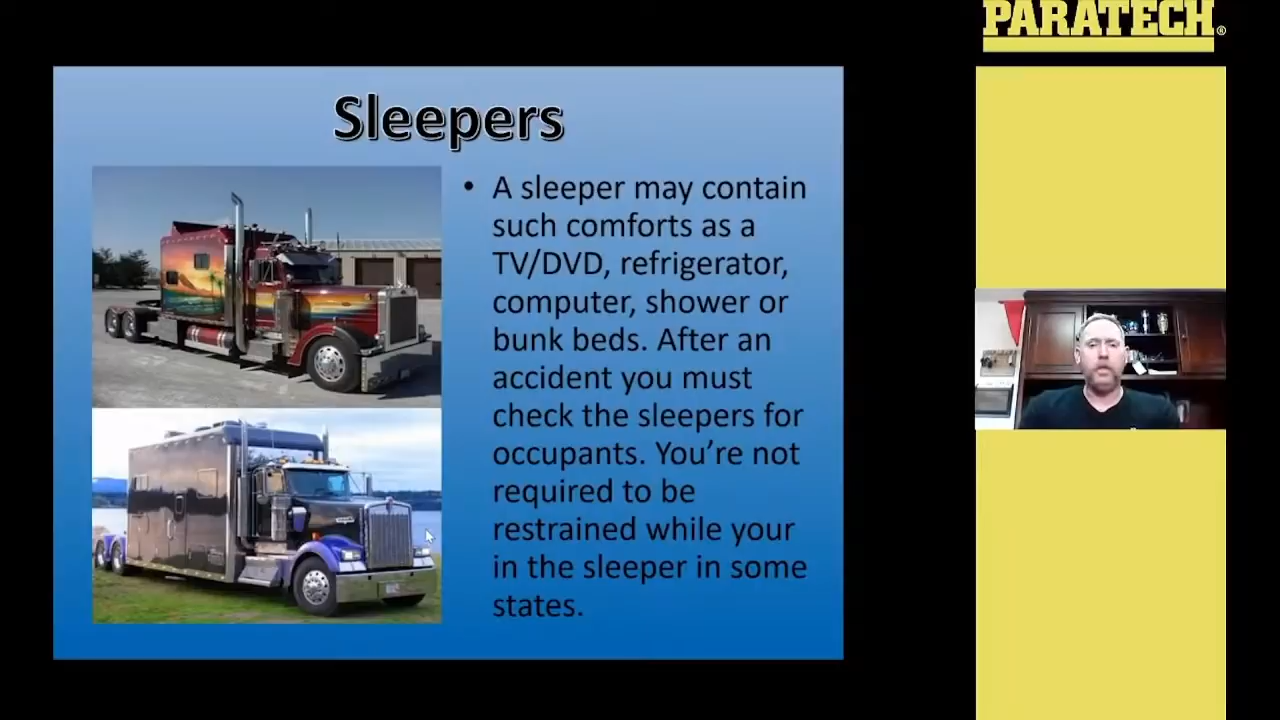 PARATECH®
Sleepers
• A sleeper may contain
such comforts as a
TV/DVD, refrigerator,
computer, shower or
bunk beds. After an
accident you must
check the sleepers for
occupants. You’re not
required to be
restrained while your
in the sleeper in some
states.